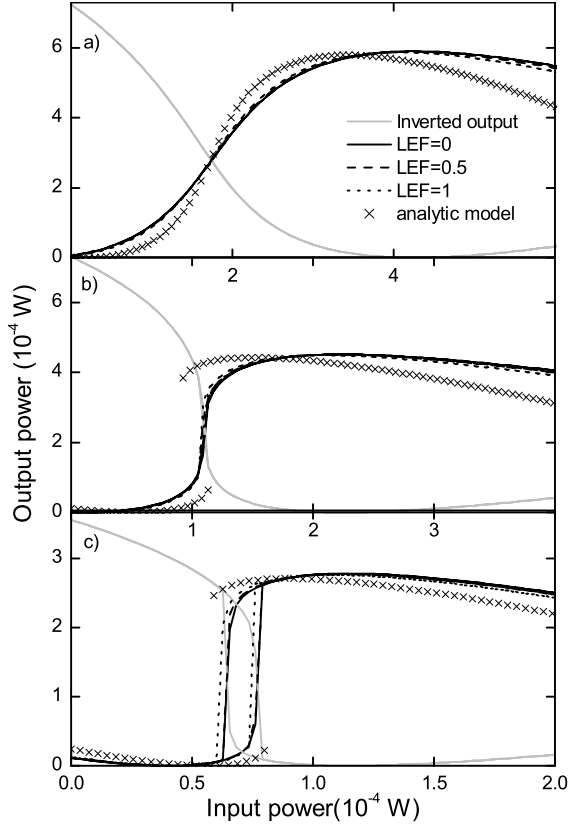 6
4
2
0
a)
Inverted output
LEF=0
LEF=0.5
LEF=1
analytic model
2
4
6
4
2
0
b)
1
2
3
3
2
1
0
c)
0.0
0.5
1.0
1.5
2.0
Output power (10⁻⁴ W)
Input power(10⁻⁴ W)